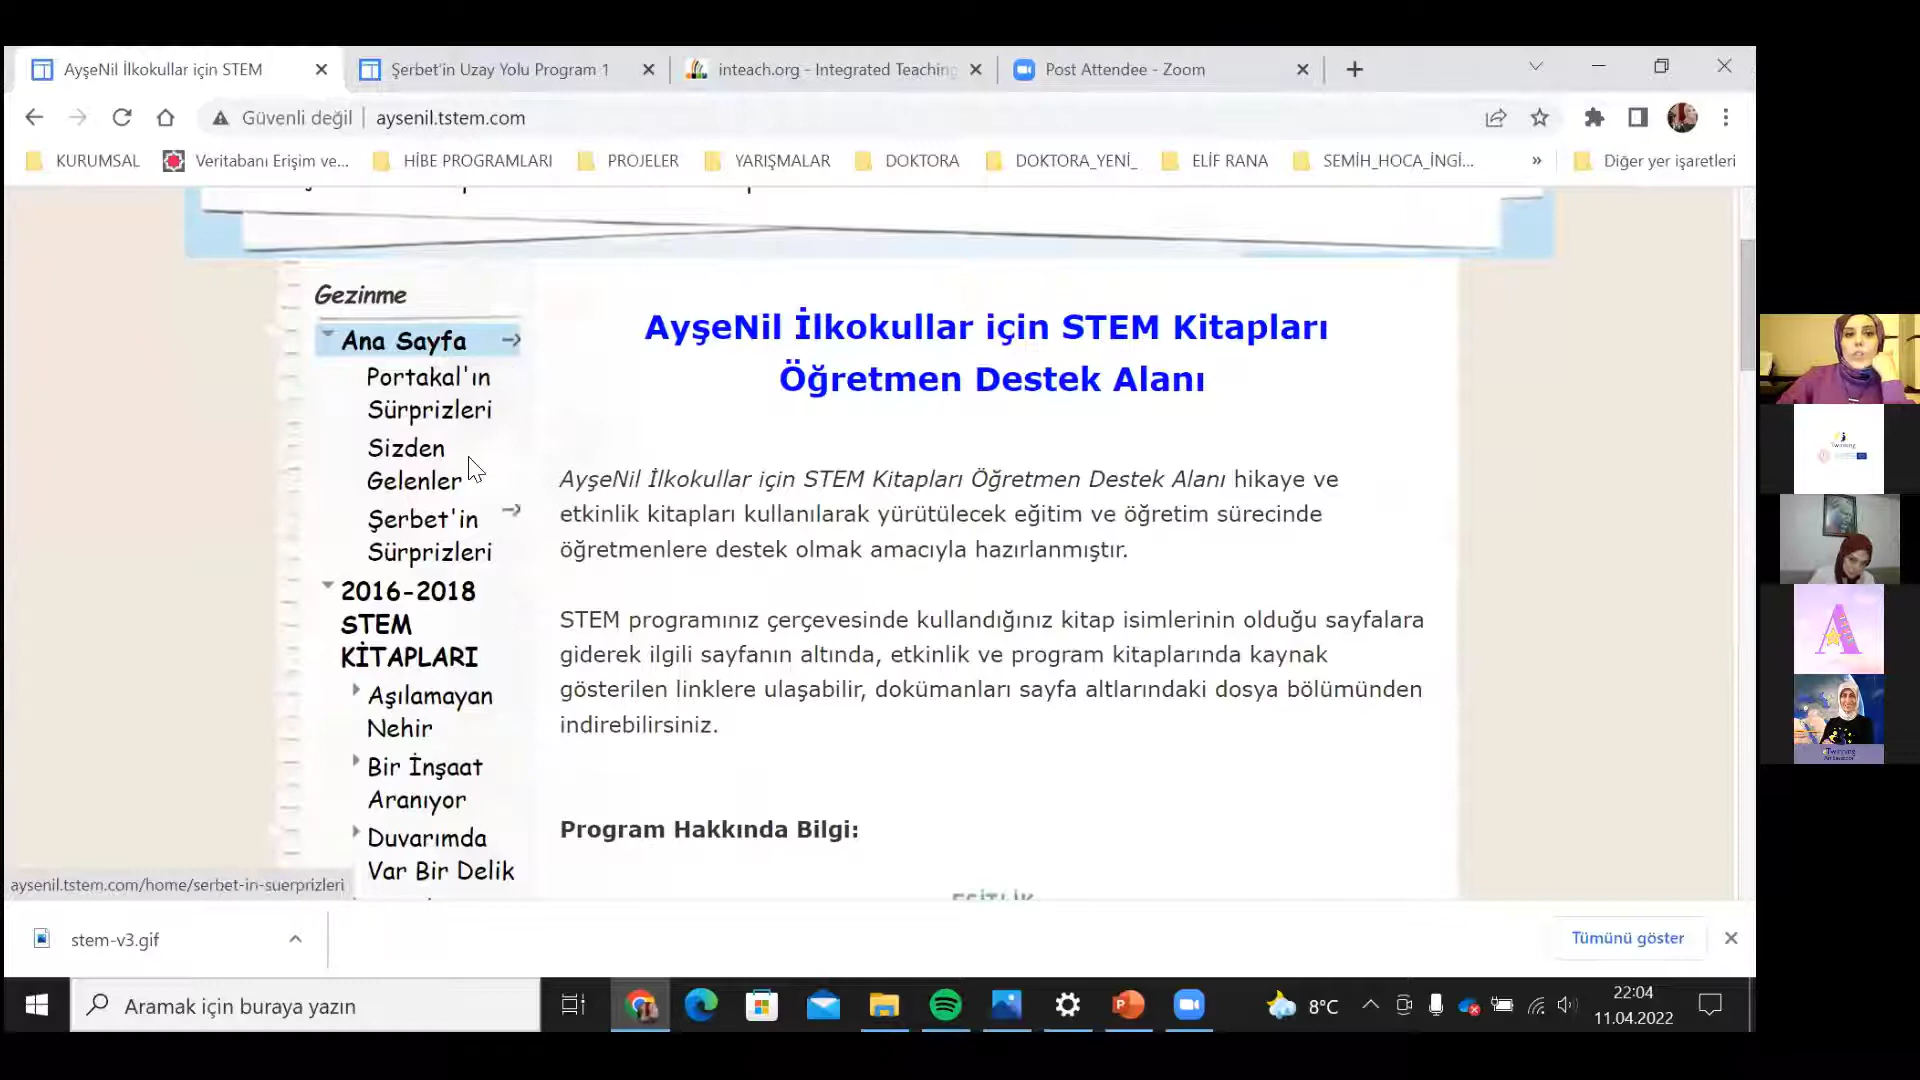 AyşeNil İlkokullar için STEM
Şerbet'in Uzay Yolu Program 1
inteach.org - Integrated Teaching
Post Attendee - Zoom
Güvenli değil
aysenil.tstem.com
KURUMSAL
Veritabanı Erişim ve...
HİBE PROGRAMLARI
PROJELER
YARIŞMALAR
DOKTORA
DOKTORA_YENİ_
ELİF RANA
SEMİH_HOCA_İNGİ...
»
Diğer yer işaretleri
Gezinme
Ana Sayfa
Portakal'ın
Sürprizleri
Sizden
Gelenler
Şerbet'in
Sürprizleri
2016-2018
STEM
KİTAPLARI
Aşılamayan
Nehir
Bir İnşaat
Aranıyor
Duvarımda
Var Bir Delik
AyşeNil İlkokullar için STEM Kitapları
Öğretmen Destek Alanı
AyşeNil İlkokullar için STEM Kitapları Öğretmen Destek Alanı hikaye ve
etkinlik kitapları kullanılarak yürütülecek eğitim ve öğretim sürecinde
öğretmenlere destek olmak amacıyla hazırlanmıştır.
STEM programınız çerçevesinde kullandığınız kitap isimlerinin olduğu sayfalara
giderek ilgili sayfanın altında, etkinlik ve program kitaplarında kaynak
gösterilen linklere ulaşabilir, dokümanları sayfa altlarındaki dosya bölümünden
indirebilirsiniz.
Program Hakkında Bilgi:
aysenil.tstem.com/home/serbet-in-suerprizleri
stem-v3.gif
Tümünü göster
Aramak için buraya yazın
8°C
22:04
11.04.2022